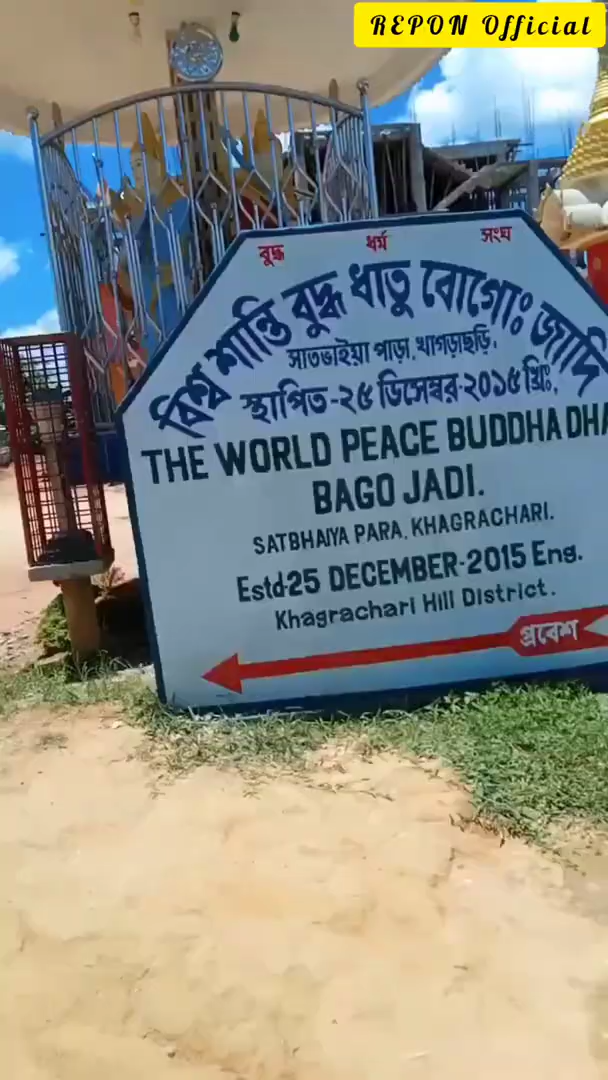 REPON Official
বুদ্ধ ধর্ম সংঘ
বিশ্ব শান্তি বুদ্ধ ধাতু বোগোঃ জাদি
সাতভাইয়া পাড়া, খাগড়াছড়ি,
স্থাপিত-২৫ ডিসেম্বর-২০১৫ খ্রিঃ,
THE WORLD PEACE BUDDHA DHA
BAGO JADI.
SATBHAIYA PARA, KHAGRACHARI.
Estd-25 DECEMBER-2015 Eng.
Khagrachari Hill District.
প্রবেশ